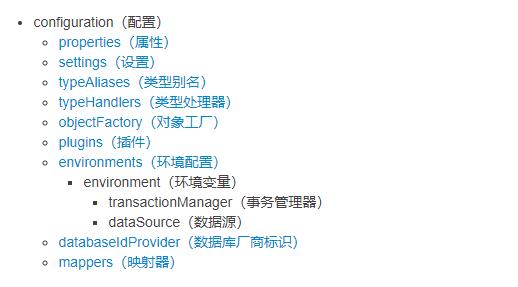 configuration（配置）
properties（属性）
settings（设置）
typeAliases（类型别名）
typeHandlers（类型处理器）
objectFactory（对象工厂）
plugins（插件）
environments（环境配置）
environment（环境变量）
transactionManager（事务管理器）
dataSource（数据源）
databaseIdProvider（数据库厂商标识）
mappers（映射器）